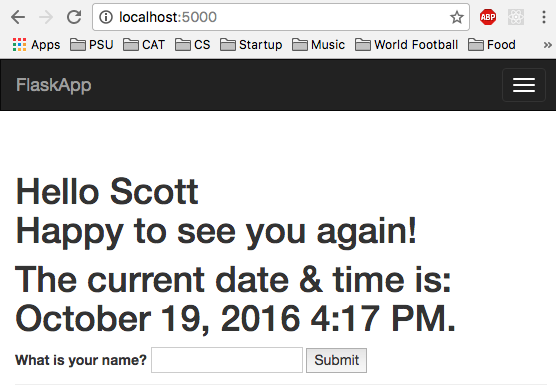 localhost:5000
ABP
Apps PSU CAT CS Startup Music World Football Food »
FlaskApp
Hello Scott
Happy to see you again!
The current date & time is:
October 19, 2016 4:17 PM.
What is your name? Submit